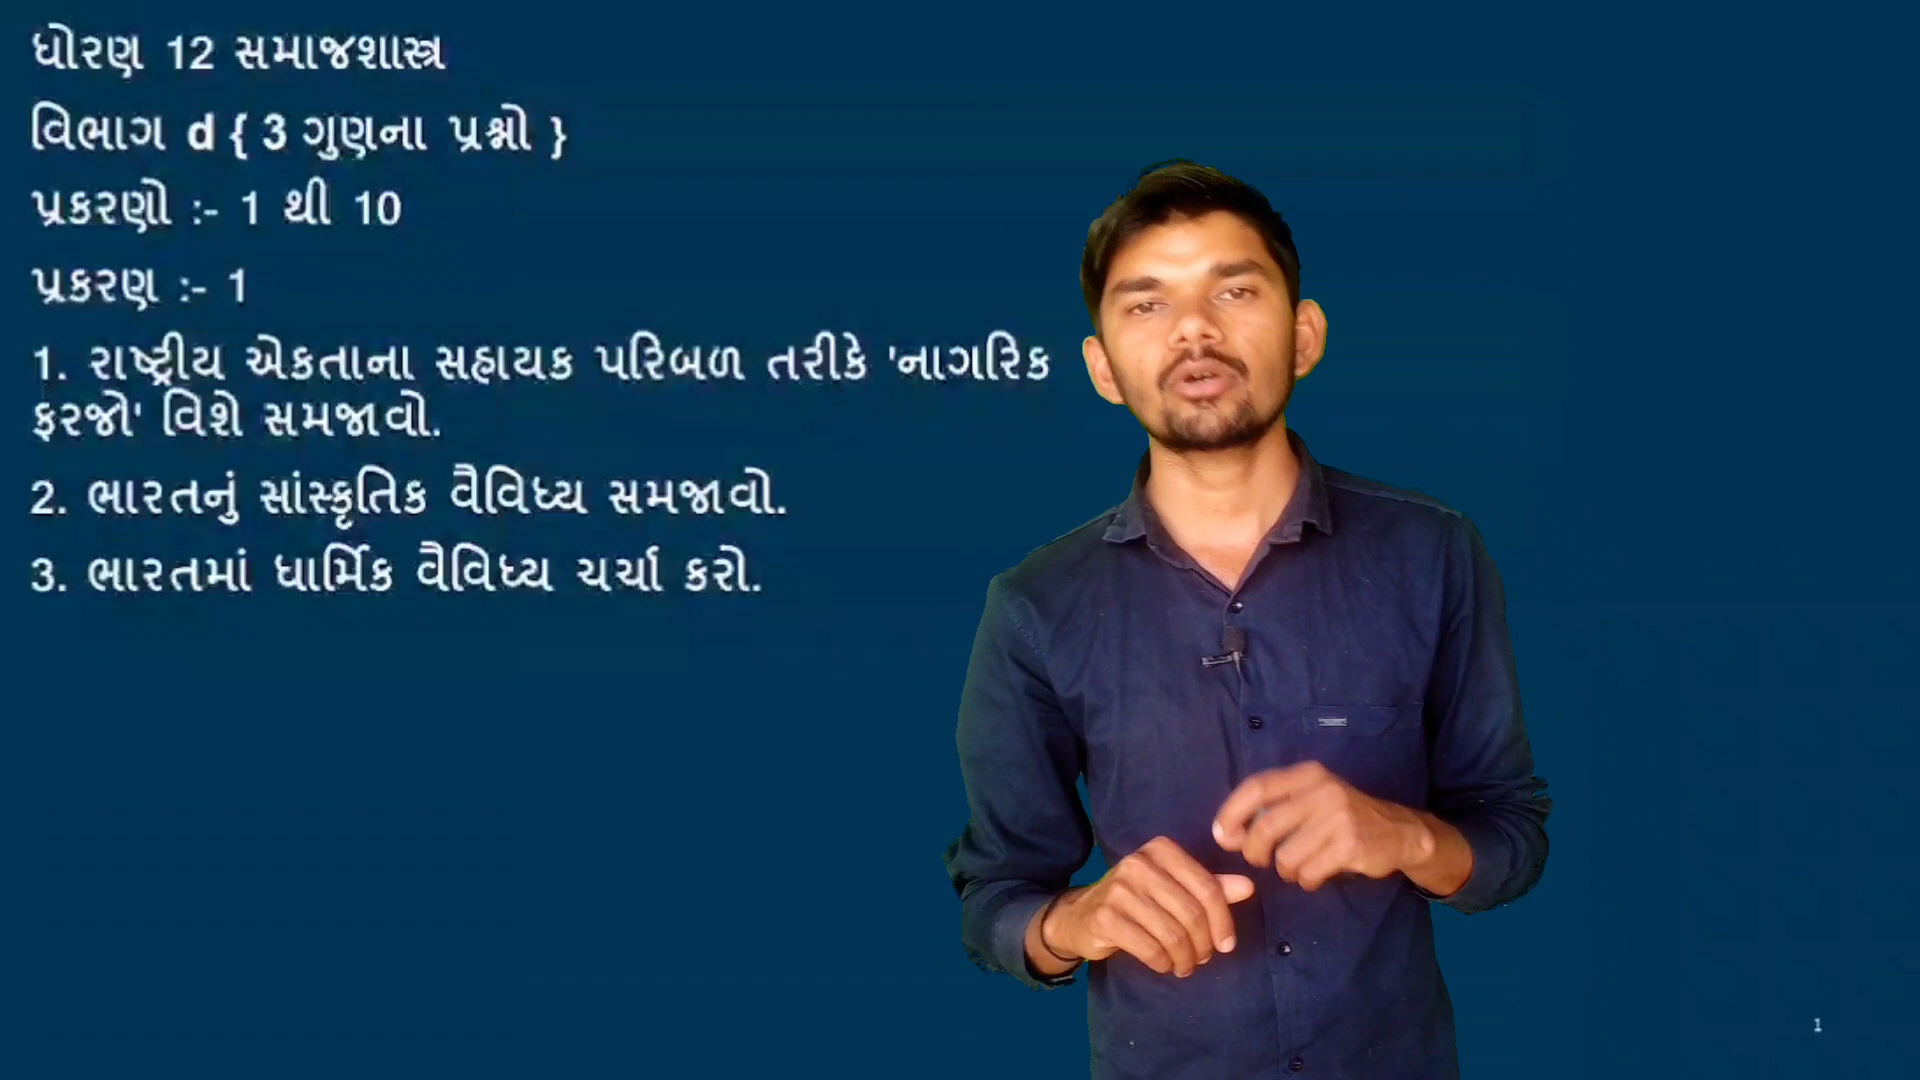 ધોરણ 12 સમાજશાસ્ત્ર
વિભાગ d { 3 ગુણના પ્રશ્નો }
પ્રકરણો :- 1 થી 10
પ્રકરણ :- 1
1. રાષ્ટ્રીય એકતાના સહાયક પરિબળ તરીકે 'નાગરિક
ફરજો' વિશે સમજાવો.
2. ભારતનું સાંસ્કૃતિક વૈવિધ્ય સમજાવો.
3. ભારતમાં ધાર્મિક વૈવિધ્ય ચર્ચા કરો.
1